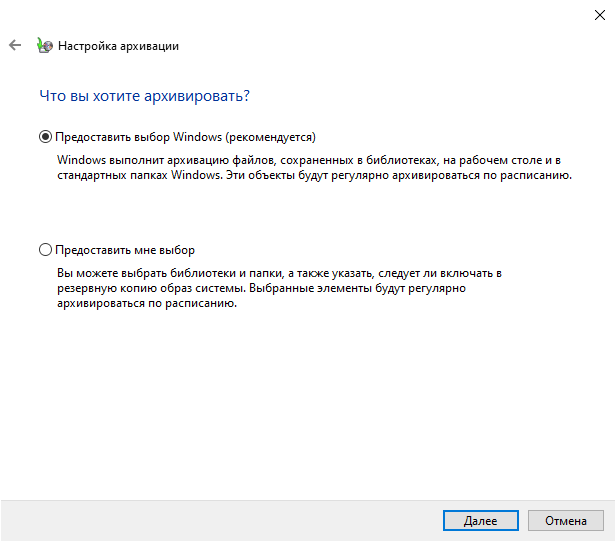 Настройка архивации
Что вы хотите архивировать?
Предоставить выбор Windows (рекомендуется)
Windows выполнит архивацию файлов, сохраненных в библиотеках, на рабочем столе и в
стандартных папках Windows. Эти объекты будут регулярно архивироваться по расписанию.
Предоставить мне выбор
Вы можете выбрать библиотеки и папки, а также указать, следует ли включать в
резервную копию образ системы. Выбранные элементы будут регулярно
архивироваться по расписанию.
Далее
Отмена